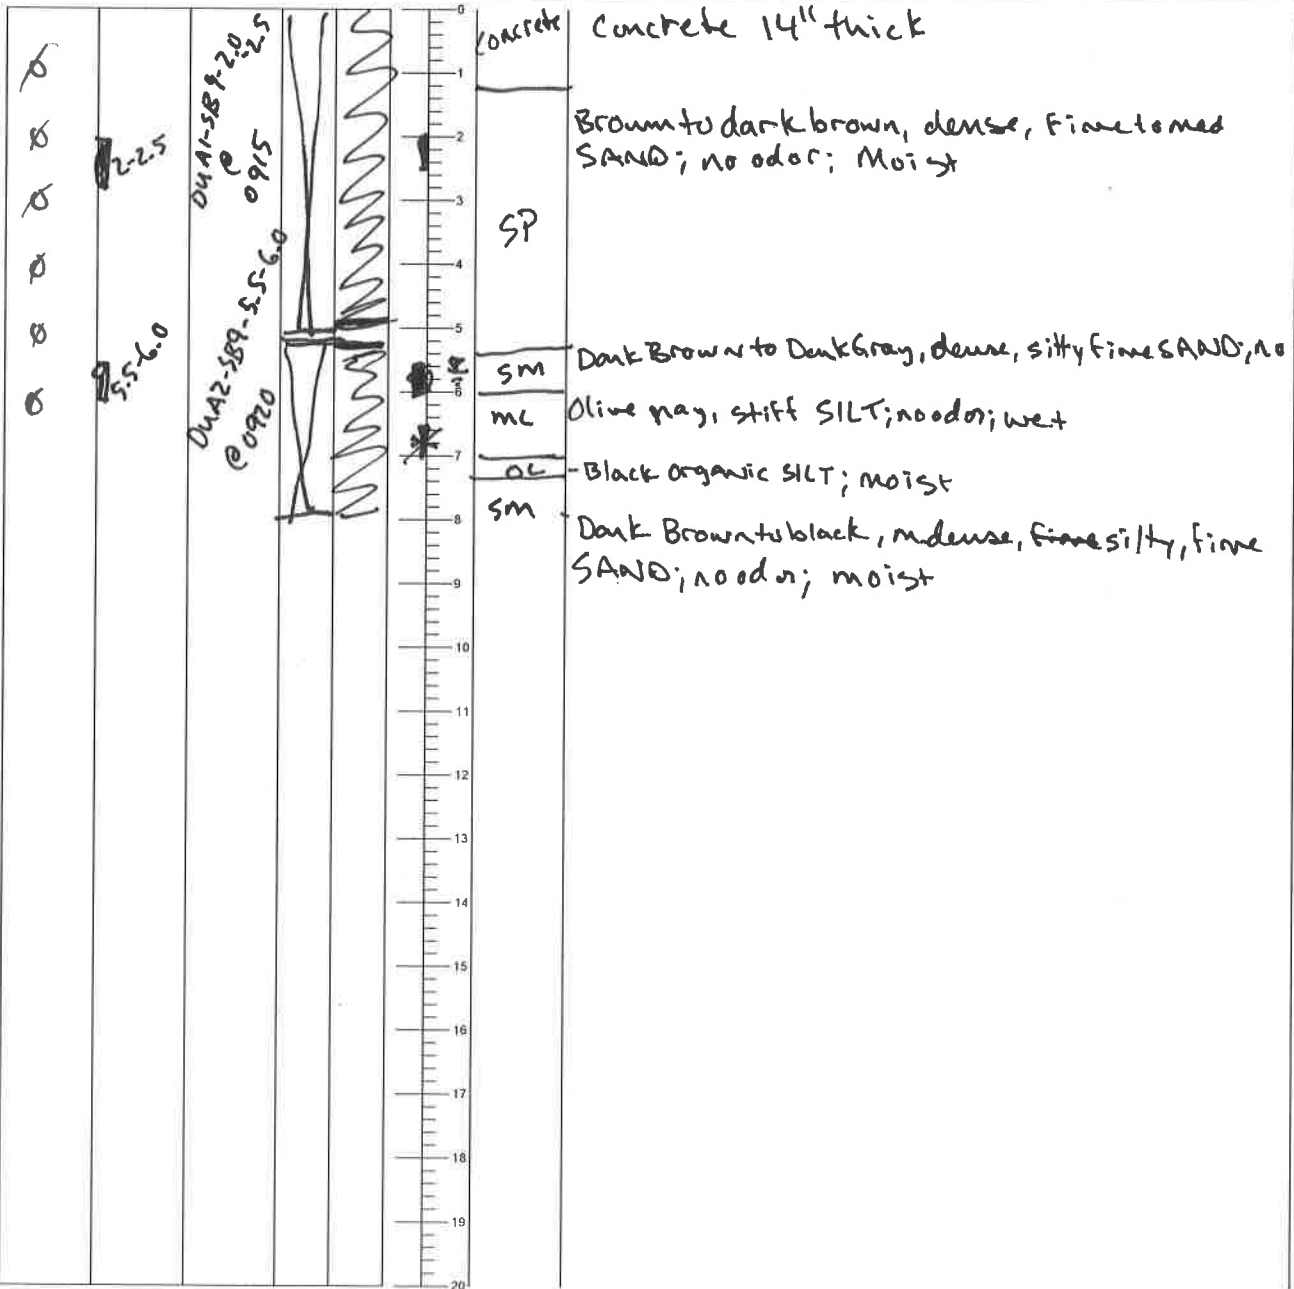 0
Concrete
Concrete 14" thick
Ø
DUA1-SB9-2.0
-2.5
@
0915
1
Ø
2-2.5
2
Brown to dark brown, dense, Fine to med
SAND; no odor; Moist
Ø
3
SP
Ø
4
DUA2-SB9-5.5-6.0
@ 0920
Ø
5
Dark Brown to Dark Gray, dense, silty fine SAND; no
5.5-6.0
SM
Ø
6
ML
Olive gray, stiff SILT; no odor; wet
7
OL
-Black organic SILT; moist
SM
8
Dark Brown to black, m.dense, fine silty, fine
SAND; no odor; moist
9
10
11
12
13
14
15
16
17
18
19
20